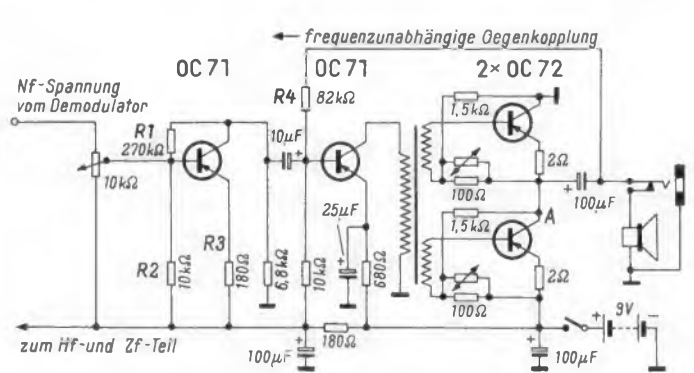 frequenzunabhängige Gegenkopplung
OC 71
OC 71
2× OC 72
Nf-Spannung
vom Demodulator
R1
270kΩ
10kΩ
R2
10kΩ
R3
180Ω
6,8kΩ
10µF
+
R4
82kΩ
10kΩ
25µF
+
680Ω
1,5kΩ
2Ω
100Ω
+
100µF
1,5kΩ
A
2Ω
100Ω
zum Hf- und Zf-Teil
100µF
+
180Ω
+
100µF
+
9V
−